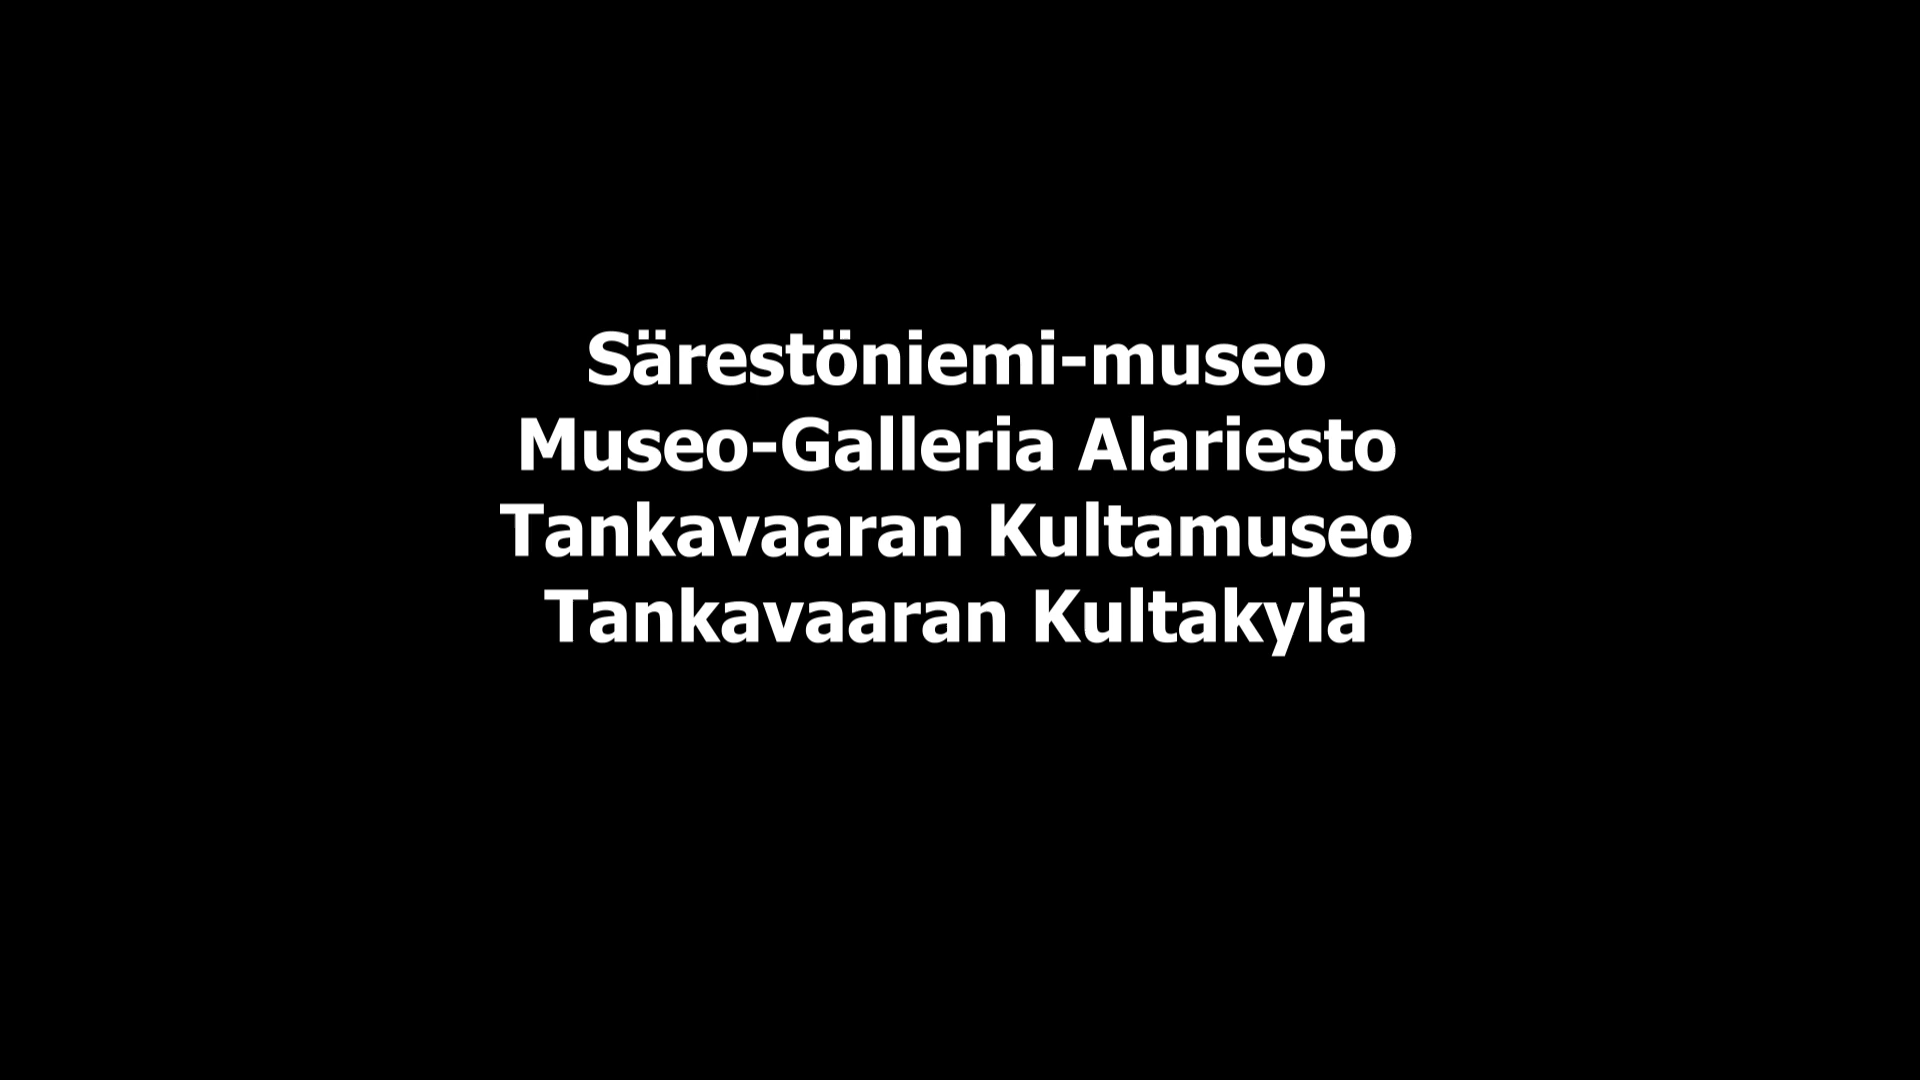 Särestöniemi-museo
Museo-Galleria Alariesto
Tankavaaran Kultamuseo
Tankavaaran Kultakylä